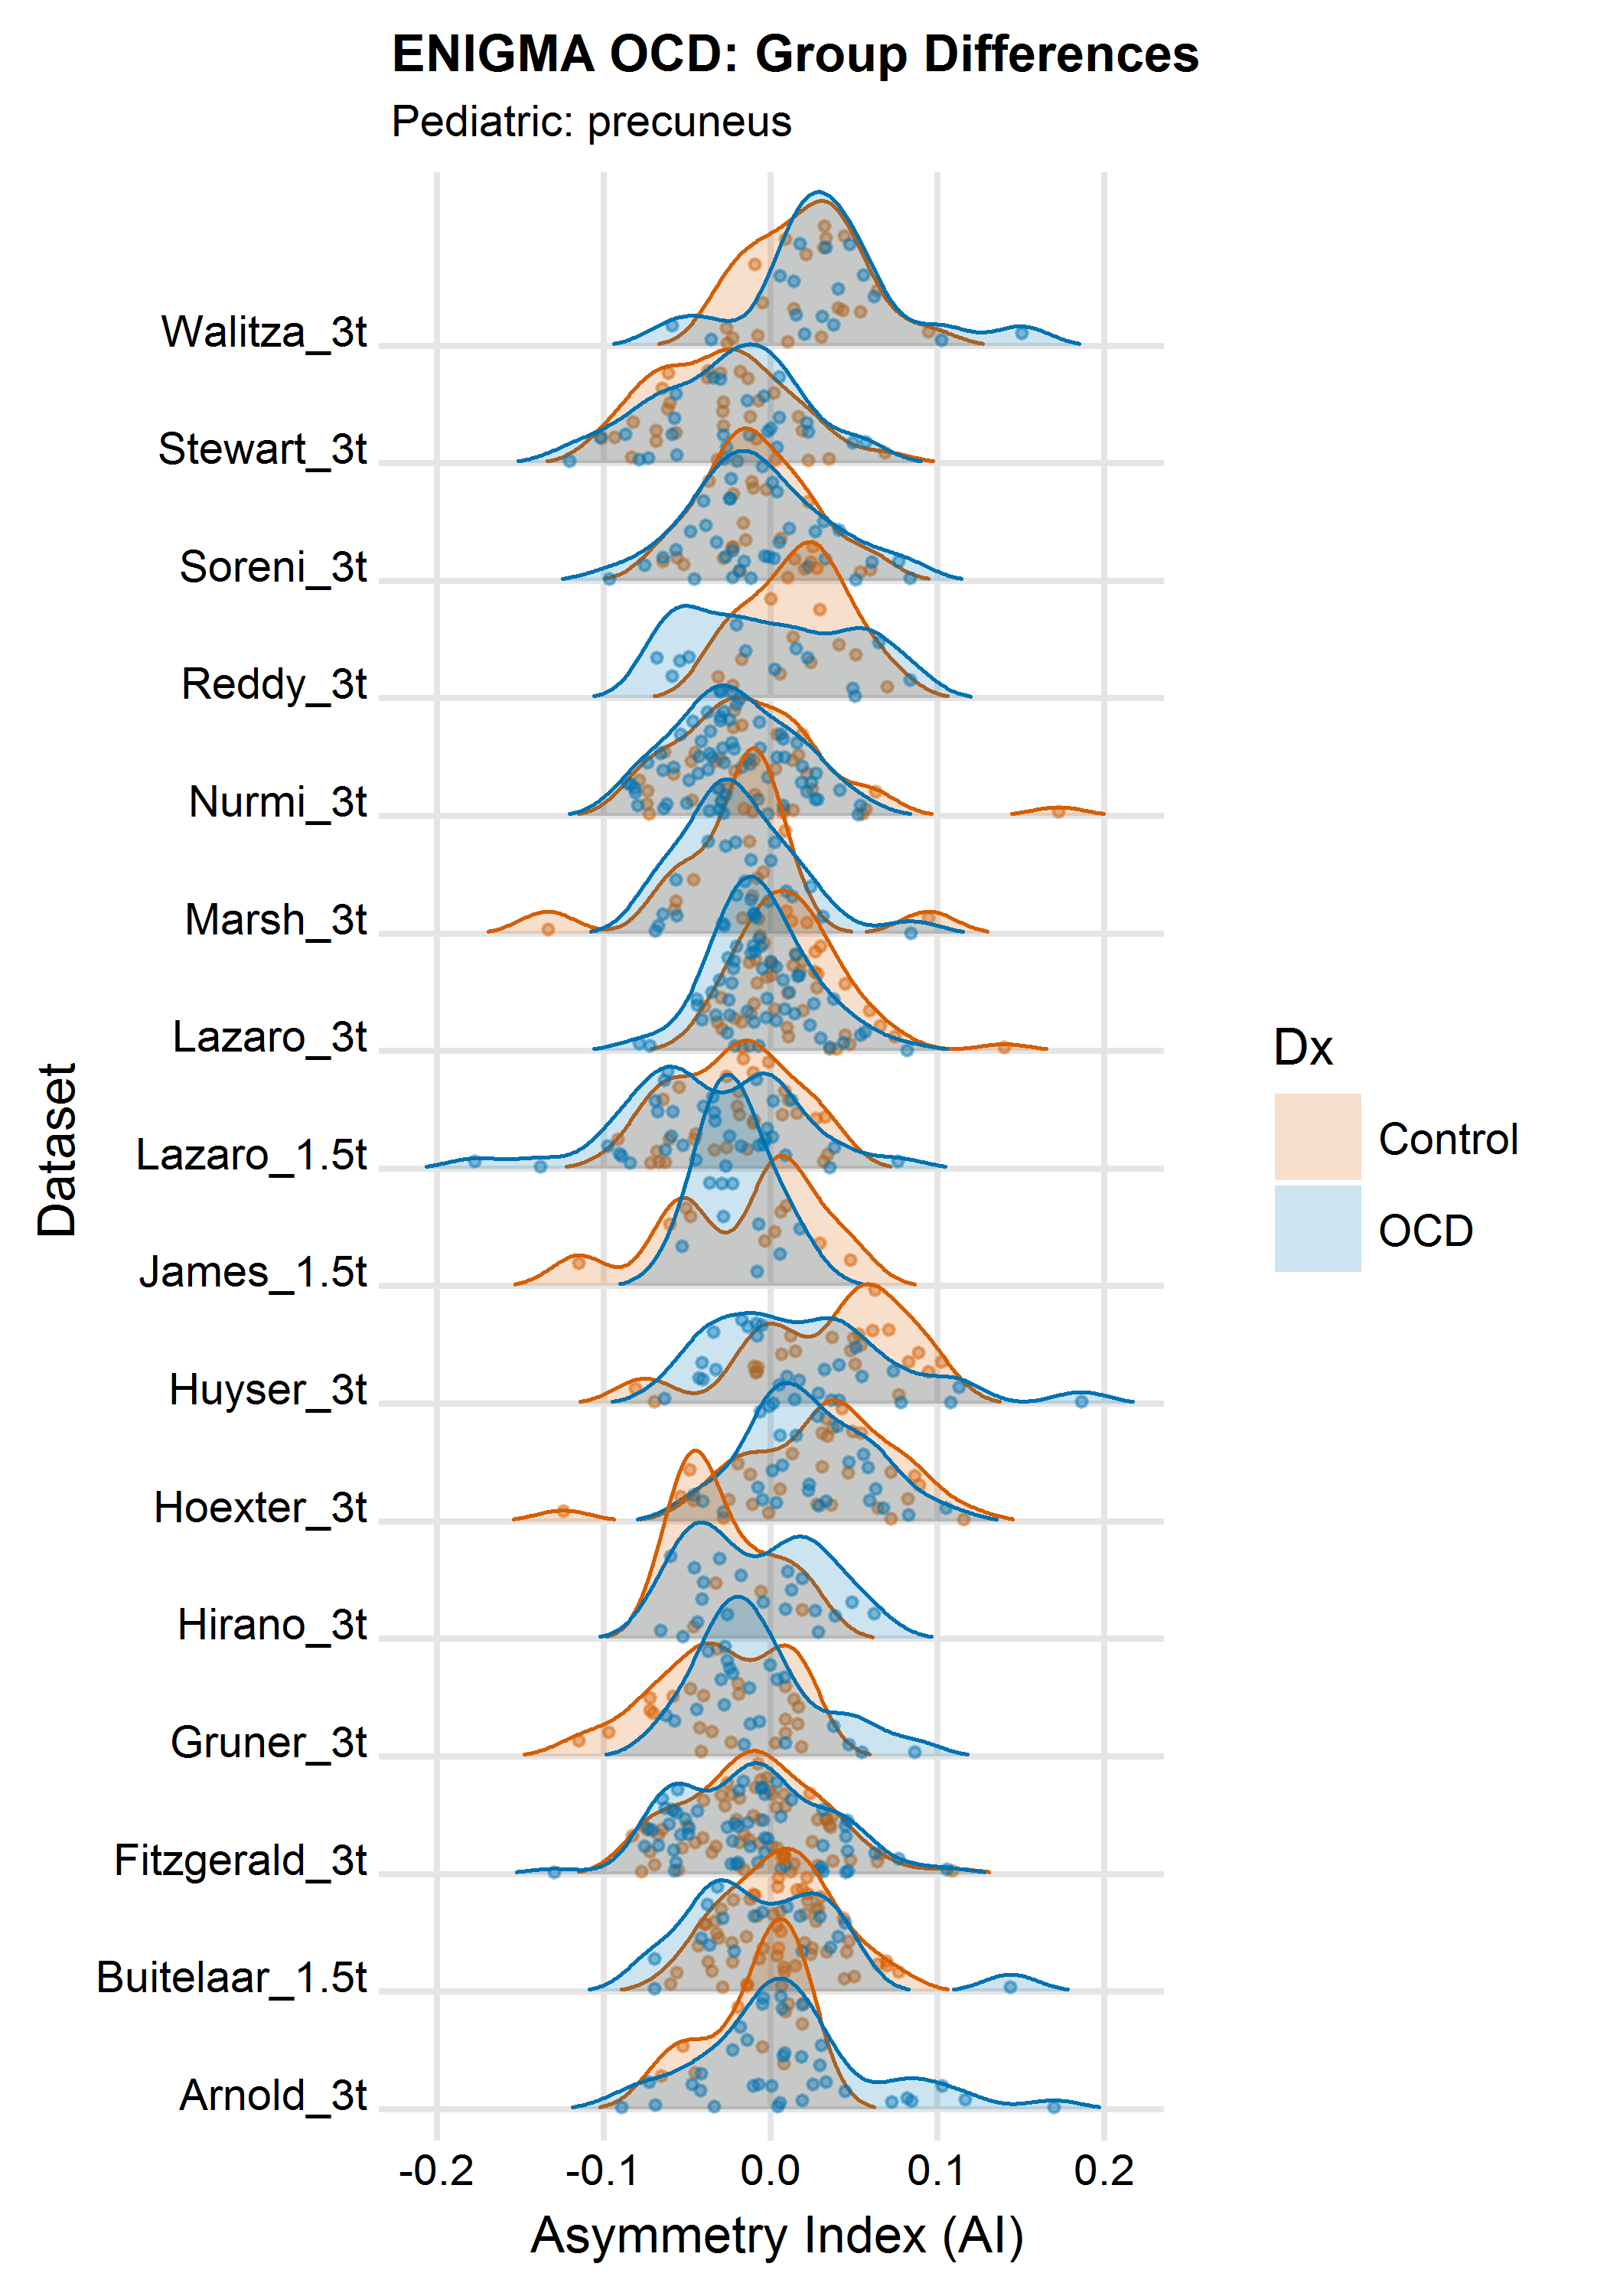 ENIGMA OCD: Group Differences
Pediatric: precuneus
Walitza_3t
Stewart_3t
Soreni_3t
Reddy_3t
Nurmi_3t
Marsh_3t
Lazaro_3t
Lazaro_1.5t
James_1.5t
Huyser_3t
Hoexter_3t
Hirano_3t
Gruner_3t
Fitzgerald_3t
Buitelaar_1.5t
Arnold_3t
Dataset
-0.2 -0.1 0.0 0.1 0.2
Asymmetry Index (AI)
Dx
Control
OCD